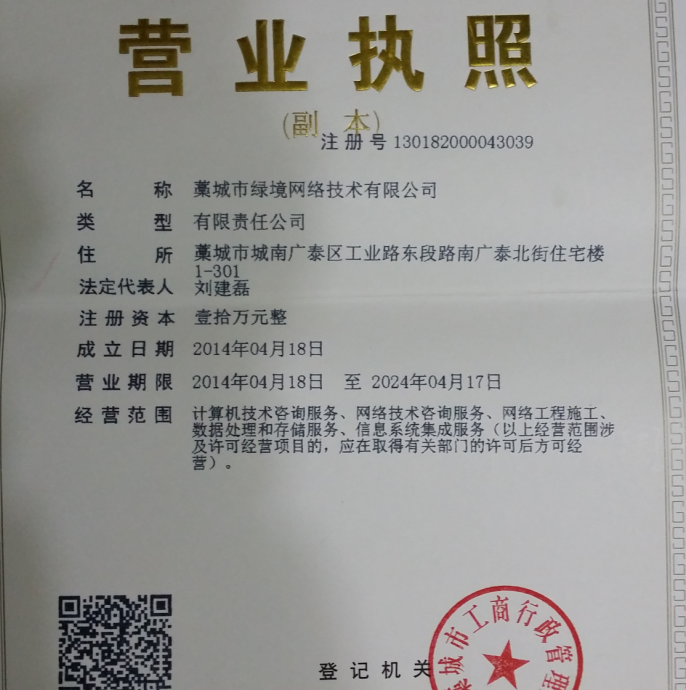 营业执照
(副 本)
注册号 130182000043039
名 称 藁城市绿境网络技术有限公司
类 型 有限责任公司
住 所 藁城市城南广泰区工业路东段路南广泰北街住宅楼
1-301
法定代表人 刘建磊
注册资本 壹拾万元整
成立日期 2014年04月18日
营业期限 2014年04月18日 至 2024年04月17日
经营范围 计算机技术咨询服务、网络技术咨询服务、网络工程施工、
数据处理和存储服务、信息系统集成服务（以上经营范围涉
及许可经营项目的，应在取得有关部门的许可后方可经
营）。
登记机关
藁城市工商行政管理